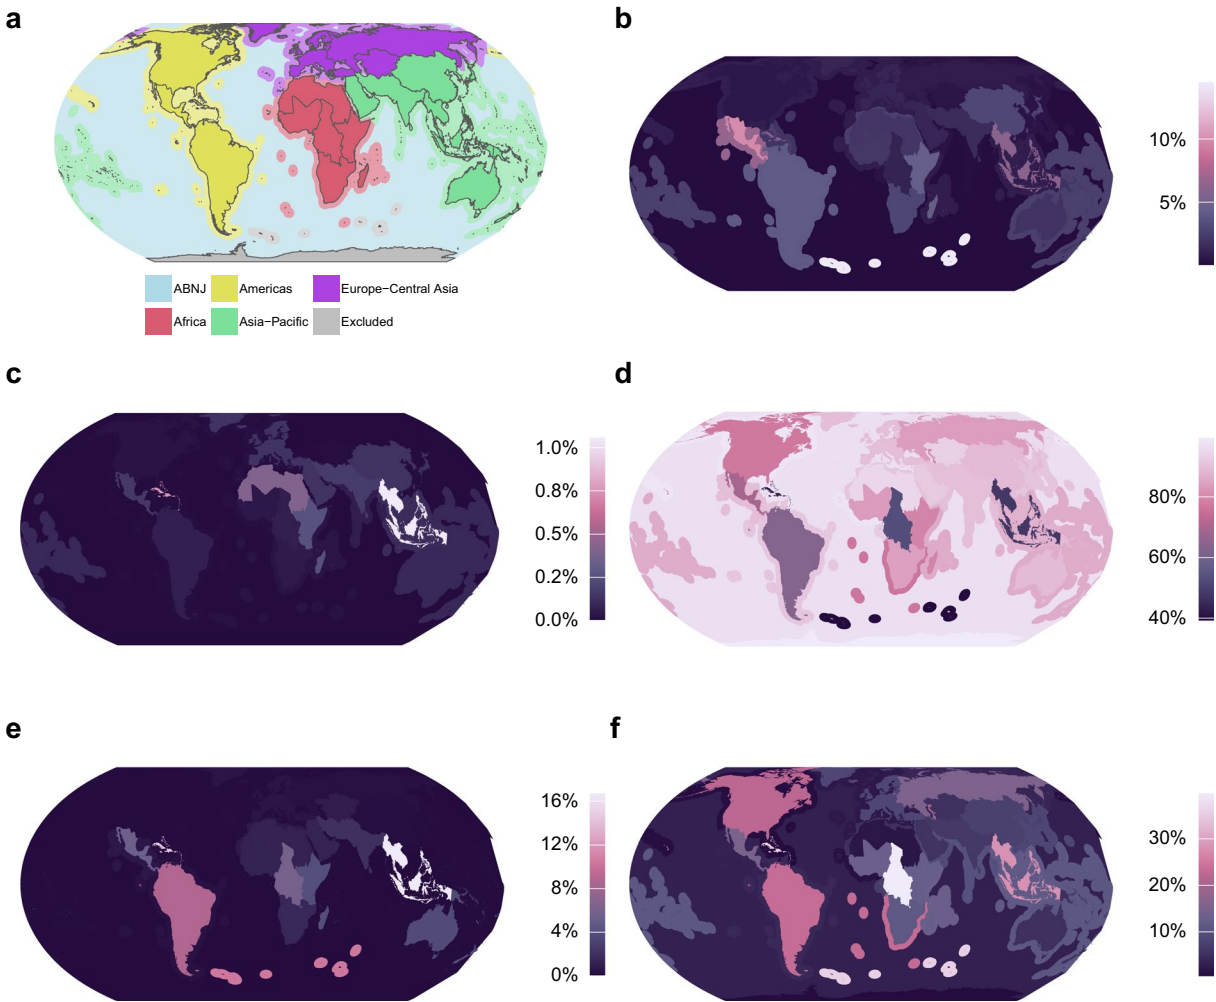 a
ABNJ
Americas
Europe−Central Asia
Africa
Asia−Pacific
Excluded
b
10%
5%
c
1.0%
0.8%
0.5%
0.2%
0.0%
d
80%
60%
40%
e
16%
12%
8%
4%
0%
f
30%
20%
10%